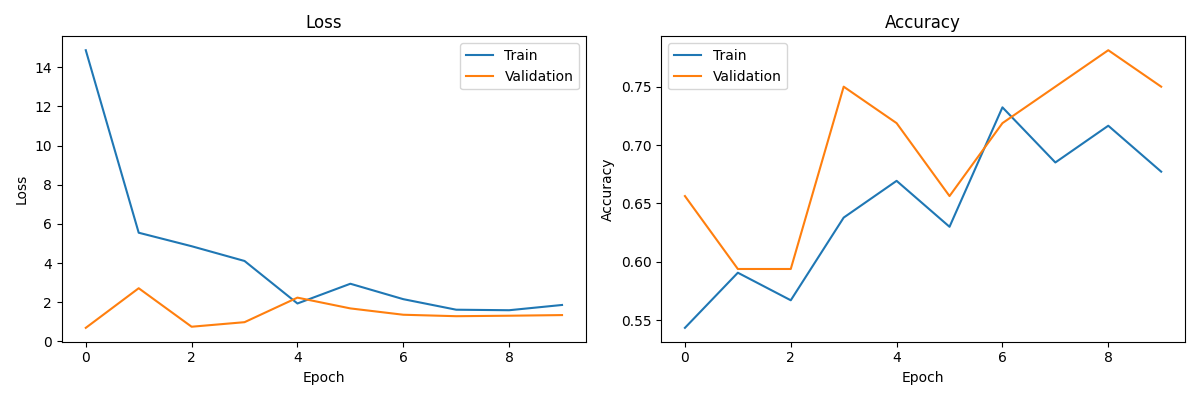 Loss
Train
Validation
14
12
10
8
6
4
2
0
Loss
0 2 4 6 8
Epoch
Accuracy
Train
Validation
0.75
0.70
0.65
0.60
0.55
Accuracy
0 2 4 6 8
Epoch